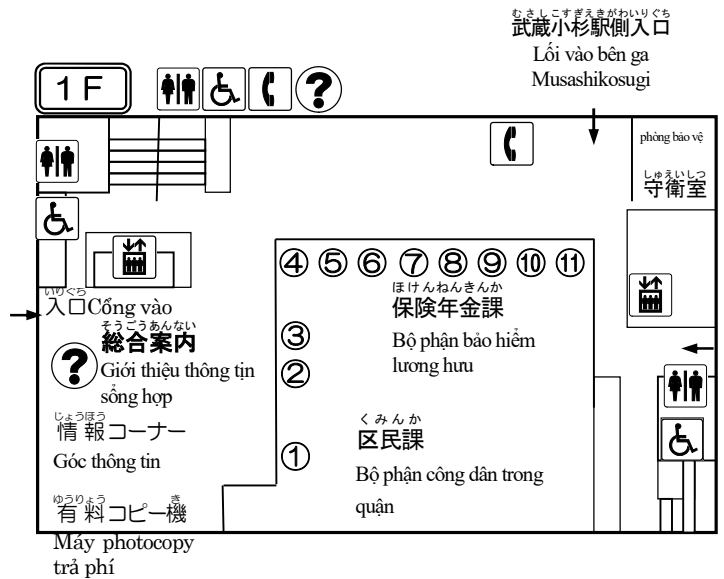 むさしこすぎえきがわいりぐち
武蔵小杉駅側入口
Lối vào bên ga
Musashikosugi
1F
?
phòng bảo vệ
しゅえいしつ
守衛室
④ ⑤ ⑥ ⑦ ⑧ ⑨ ⑩ ⑪
ほけんねんきんか
保険年金課
Bộ phận bảo hiểm
lương hưu
いりぐち
入口Cổng vào
そうごうあんない
総合案内
?
Giới thiệu thông tịn
sổng hợp
③
②
①
くみんか
区民課
Bộ phận công dân trong
quận
じょうほう
情報コーナー
Góc thông tin
ゆうりょう き
有料コピー機
Máy photocopy
trả phí